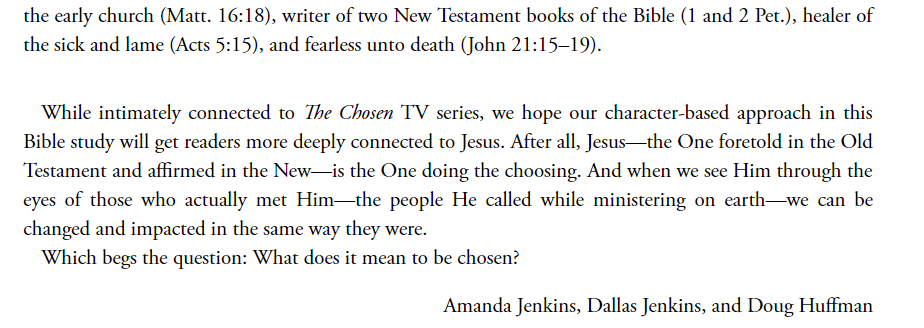 the early church (Matt. 16:18), writer of two New Testament books of the Bible (1 and 2 Pet.), healer of
the sick and lame (Acts 5:15), and fearless unto death (John 21:15–19).
While intimately connected to The Chosen TV series, we hope our character-based approach in this
Bible study will get readers more deeply connected to Jesus. After all, Jesus—the One foretold in the Old
Testament and affirmed in the New—is the One doing the choosing. And when we see Him through the
eyes of those who actually met Him—the people He called while ministering on earth—we can be
changed and impacted in the same way they were.
Which begs the question: What does it mean to be chosen?
Amanda Jenkins, Dallas Jenkins, and Doug Huffman